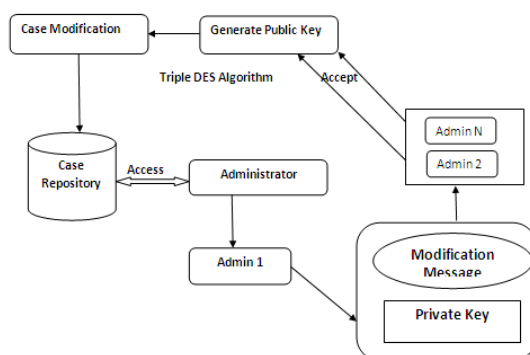 Case Modification
Generate Public Key
Triple DES Algorithm
Accept
Admin N
Admin 2
Case
Repository
Access
Administrator
Admin 1
Modification
Message
Private Key